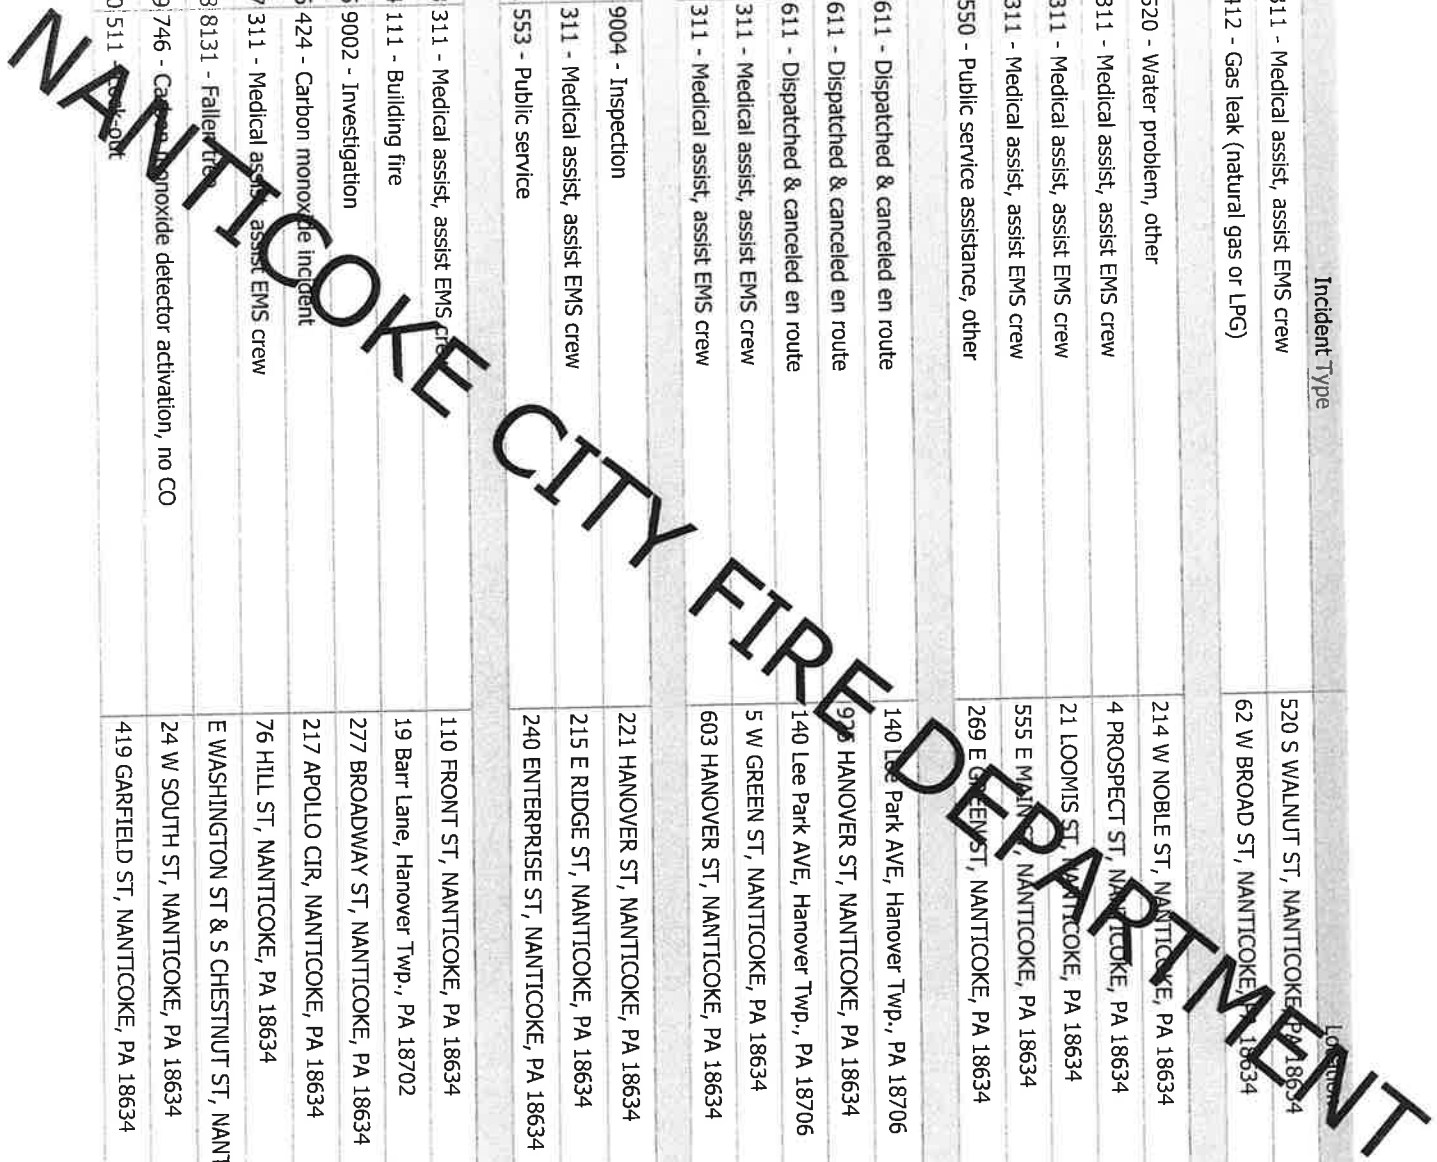 Incident Type Location
311 - Medical assist, assist EMS crew 520 S WALNUT ST, NANTICOKE, PA 18634
412 - Gas leak (natural gas or LPG) 62 W BROAD ST, NANTICOKE, PA 18634
520 - Water problem, other 214 W NOBLE ST, NANTICOKE, PA 18634
311 - Medical assist, assist EMS crew 4 PROSPECT ST, NANTICOKE, PA 18634
311 - Medical assist, assist EMS crew 21 LOOMIS ST, NANTICOKE, PA 18634
311 - Medical assist, assist EMS crew 555 E MAIN ST, NANTICOKE, PA 18634
550 - Public service assistance, other 269 E GREEN ST, NANTICOKE, PA 18634
611 - Dispatched & canceled en route 140 Lee Park AVE, Hanover Twp., PA 18706
611 - Dispatched & canceled en route HANOVER ST, NANTICOKE, PA 18634
611 - Dispatched & canceled en route 140 Lee Park AVE, Hanover Twp., PA 18706
311 - Medical assist, assist EMS crew 5 W GREEN ST, NANTICOKE, PA 18634
311 - Medical assist, assist EMS crew 603 HANOVER ST, NANTICOKE, PA 18634
9004 - Inspection 221 HANOVER ST, NANTICOKE, PA 18634
311 - Medical assist, assist EMS crew 215 E RIDGE ST, NANTICOKE, PA 18634
553 - Public service 240 ENTERPRISE ST, NANTICOKE, PA 18634
311 - Medical assist, assist EMS crew 110 FRONT ST, NANTICOKE, PA 18634
111 - Building fire 19 Barr Lane, Hanover Twp., PA 18702
9002 - Investigation 277 BROADWAY ST, NANTICOKE, PA 18634
424 - Carbon monoxide incident 217 APOLLO CIR, NANTICOKE, PA 18634
311 - Medical assist, assist EMS crew 76 HILL ST, NANTICOKE, PA 18634
8131 - Fallen tree E WASHINGTON ST & S CHESTNUT ST, NANT
746 - Carbon monoxide detector activation, no CO 24 W SOUTH ST, NANTICOKE, PA 18634
511 - Lock-out 419 GARFIELD ST, NANTICOKE, PA 18634
NANTICOKE CITY FIRE DEPARTMENT